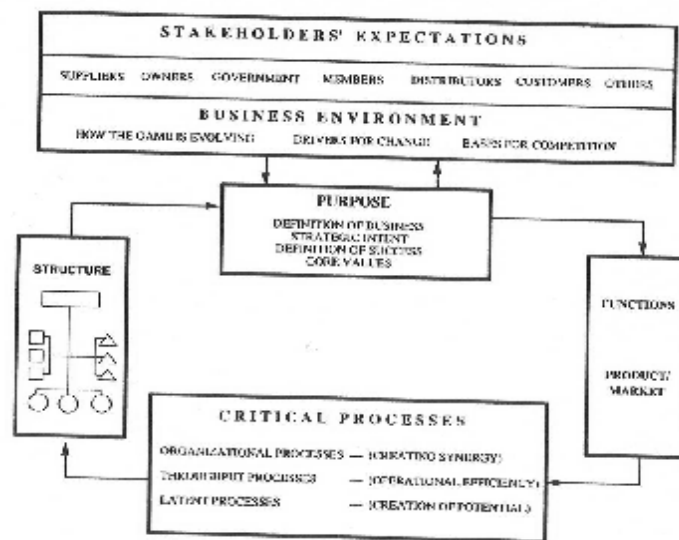 STAKEHOLDERS' EXPECTATIONS
SUPPLIERS OWNERS GOVERNMENT MEMBERS DISTRIBUTORS CUSTOMERS OTHERS
BUSINESS ENVIRONMENT
HOW THE GAME IS EVOLVING DRIVERS FOR CHANGE BASES FOR COMPETITION
PURPOSE
DEFINITION OF BUSINESS
STRATEGIC INTENT
DEFINITION OF SUCCESS
CORE VALUES
STRUCTURE
FUNCTIONS
PRODUCT/
MARKET
CRITICAL PROCESSES
ORGANIZATIONAL PROCESSES — (CREATING SYNERGY)
THROUGHPUT PROCESSES — (OPERATIONAL EFFICIENCY)
LATENT PROCESSES — (CREATION OF POTENTIAL)